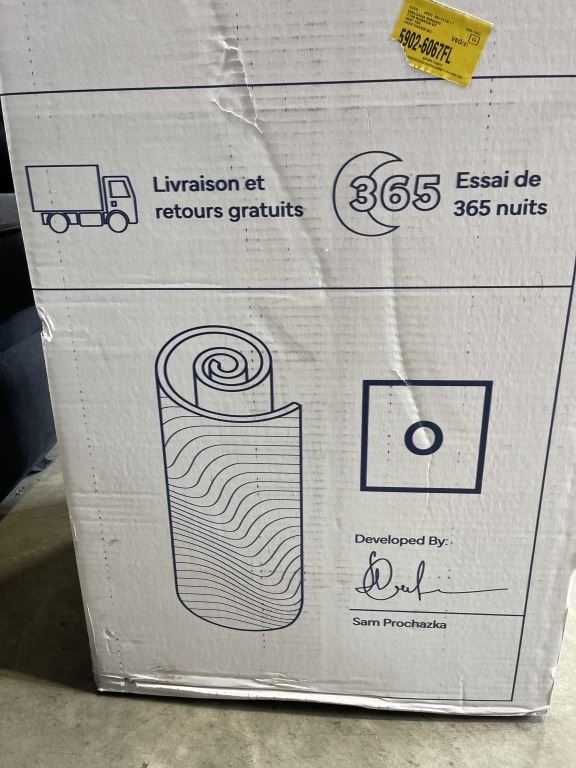 5902-6067FL
Livraison et
retours gratuits
365
Essai de
365 nuits
Developed By:
Sam Prochazka